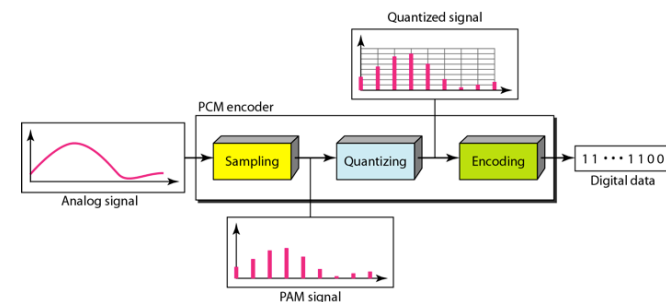 Quantized signal
PCM encoder
Sampling
Quantizing
Encoding
11 ··· 1100
Digital data
Analog signal
PAM signal